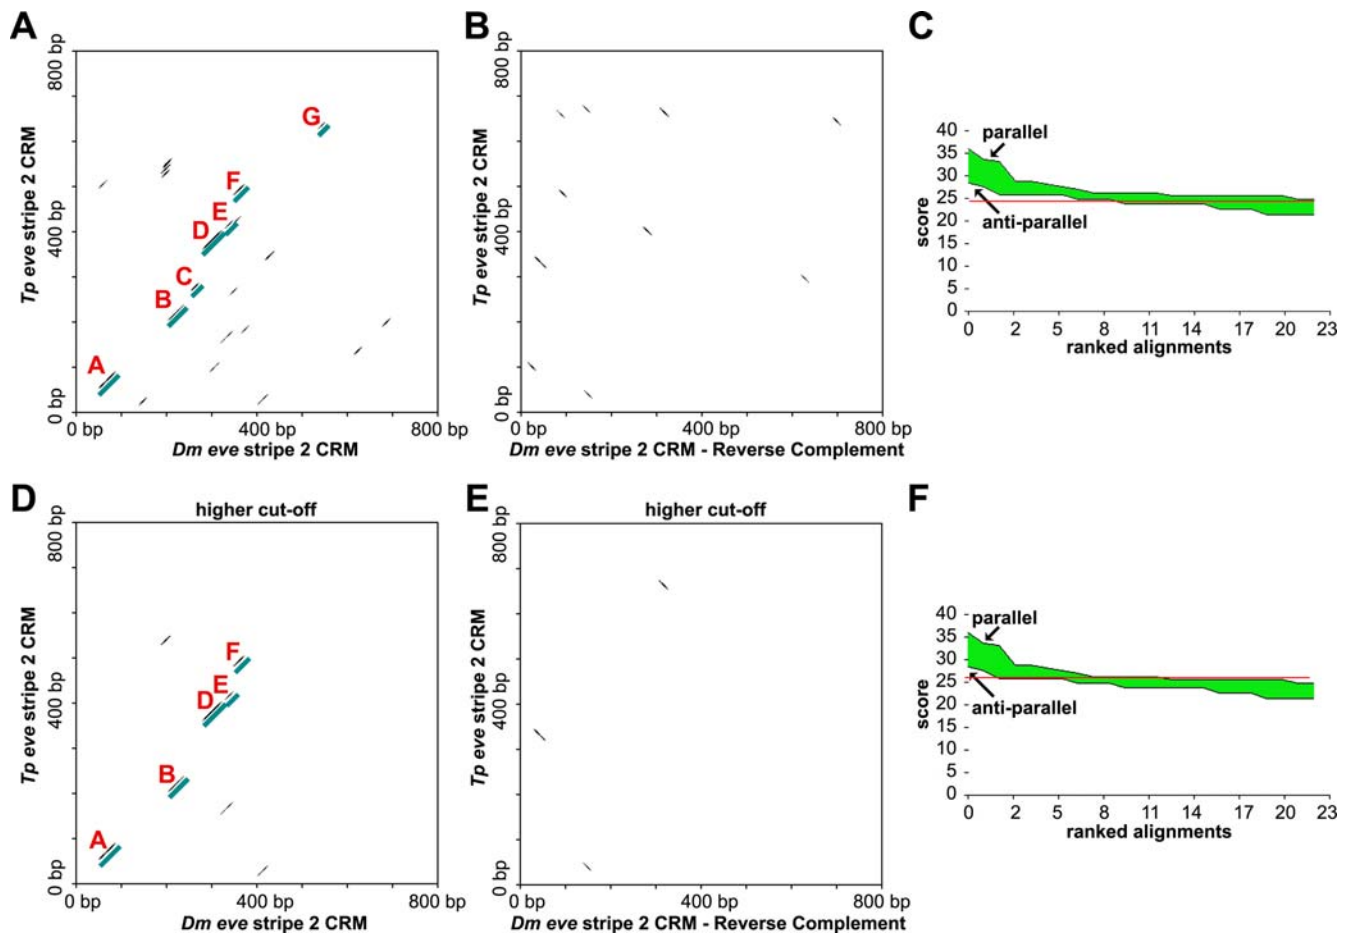 A
800 bp
400 bp
0 bp
Tp eve stripe 2 CRM
G
F
E
D
C
B
A
0 bp 400 bp 800 bp
Dm eve stripe 2 CRM
B
800 bp
400 bp
0 bp
Tp eve stripe 2 CRM
0 bp 400 bp 800 bp
Dm eve stripe 2 CRM - Reverse Complement
C
40
35
30
25
20
15
10
5
0
score
parallel
anti-parallel
0 2 5 8 11 14 17 20 23
ranked alignments
D
higher cut-off
800 bp
400 bp
0 bp
Tp eve stripe 2 CRM
F
E
D
B
A
0 bp 400 bp 800 bp
Dm eve stripe 2 CRM
E
higher cut-off
800 bp
400 bp
0 bp
Tp eve stripe 2 CRM
0 bp 400 bp 800 bp
Dm eve stripe 2 CRM - Reverse Complement
F
40
35
30
25
20
15
10
5
0
score
parallel
anti-parallel
0 2 5 8 11 14 17 20 23
ranked alignments